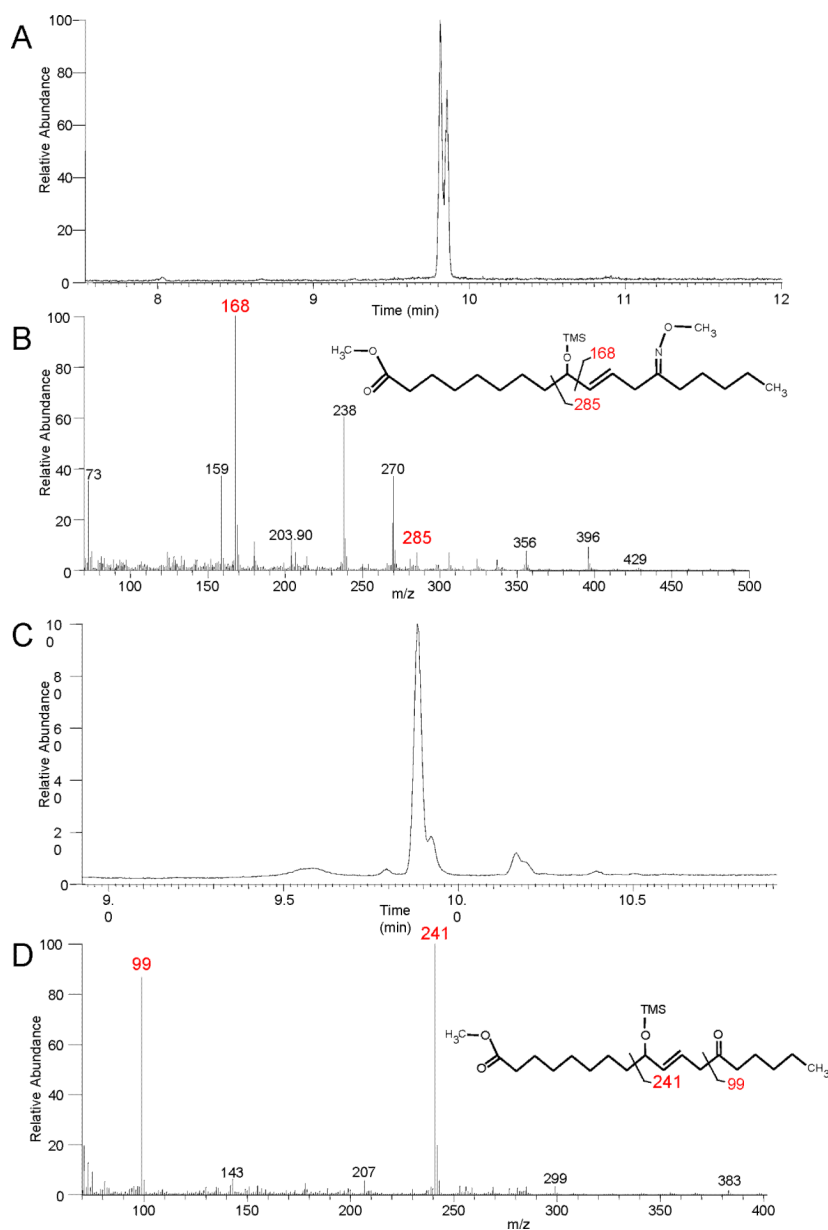 A
100
80
60
40
20
0
Relative Abundance
8
9
10
11
12
Time (min)
B
168
100
80
60
40
20
0
Relative Abundance
73
159
203.90
238
270
285
356
396
429
TMS
O
168
285
H₃C
O
O
N
O
CH₃
CH₃
100
150
200
250
300
350
400
450
500
m/z
C
10
0
8
0
6
0
4
0
2
0
0
Relative Abundance
9.
0
9.5
10.
0
10.5
Time
(min)
D
241
99
100
80
60
40
20
0
Relative Abundance
143
207
299
383
TMS
O
O
H₃C
O
O
241
99
CH₃
100
150
200
250
300
350
400
m/z